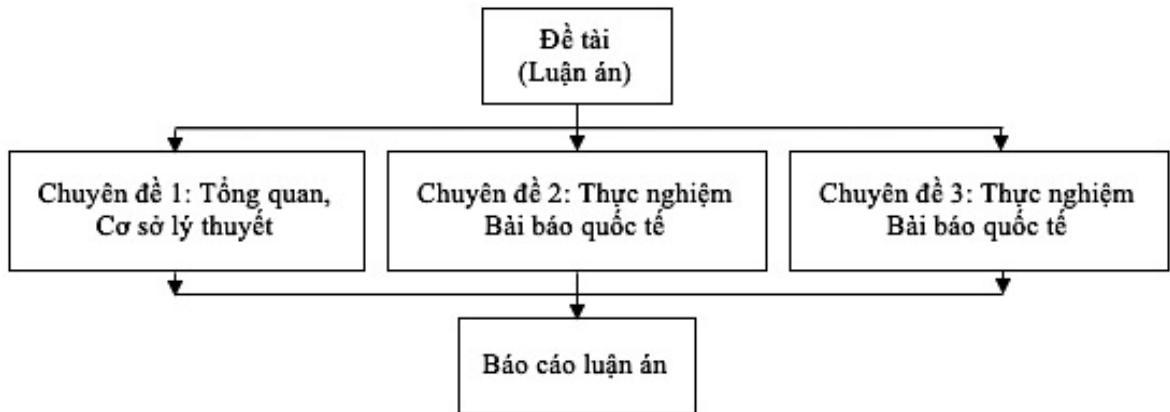 Đề tài
(Luận án)
Chuyên đề 1: Tổng quan,
Cơ sở lý thuyết
Chuyên đề 2: Thực nghiệm
Bài báo quốc tế
Chuyên đề 3: Thực nghiệm
Bài báo quốc tế
Báo cáo luận án